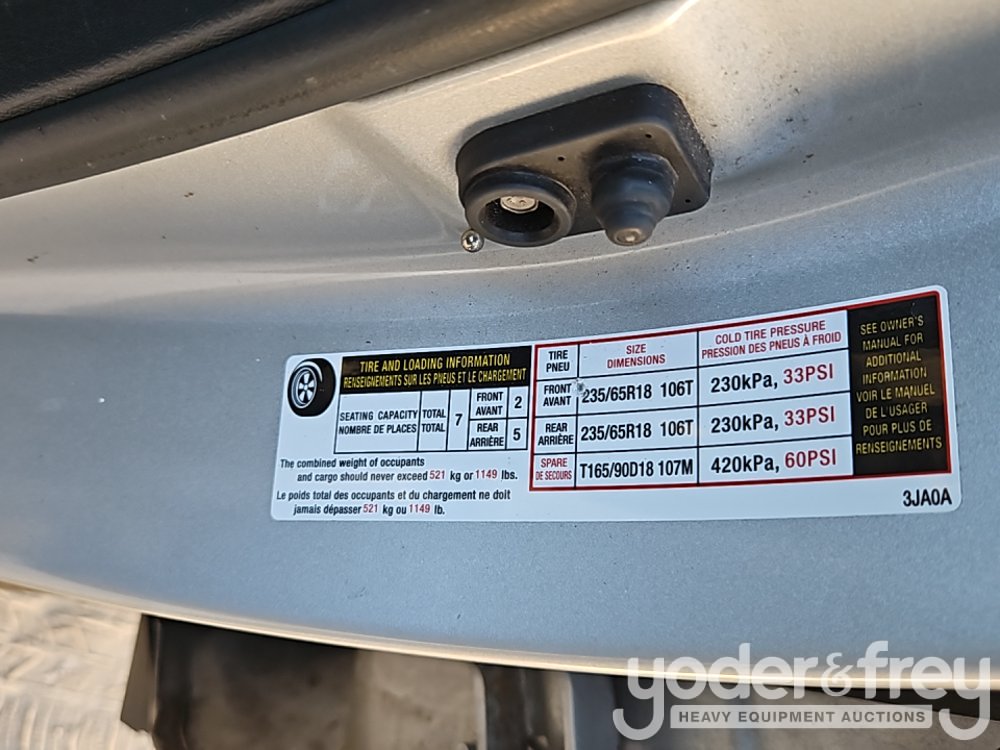 TIRE AND LOADING INFORMATION
RENSEIGNEMENTS SUR LES PNEUS ET LE CHARGEMENT
SEATING CAPACITY
NOMBRE DE PLACES
TOTAL
TOTAL
7
FRONT
AVANT
2
REAR
ARRIÈRE
5
The combined weight of occupants
and cargo should never exceed 521 kg or 1149 lbs.
Le poids total des occupants et du chargement ne doit
jamais dépasser 521 kg ou 1149 lb.
TIRE
PNEU
SIZE
DIMENSIONS
COLD TIRE PRESSURE
PRESSION DES PNEUS À FROID
FRONT
AVANT
235/65R18 106T
230kPa, 33PSI
REAR
ARRIÈRE
235/65R18 106T
230kPa, 33PSI
SPARE
DE SECOURS
T165/90D18 107M
420kPa, 60PSI
SEE OWNER'S
MANUAL FOR
ADDITIONAL
INFORMATION
VOIR LE MANUEL
DE L'USAGER
POUR PLUS DE
RENSEIGNEMENTS
3JA0A
yoder&frey
HEAVY EQUIPMENT AUCTIONS